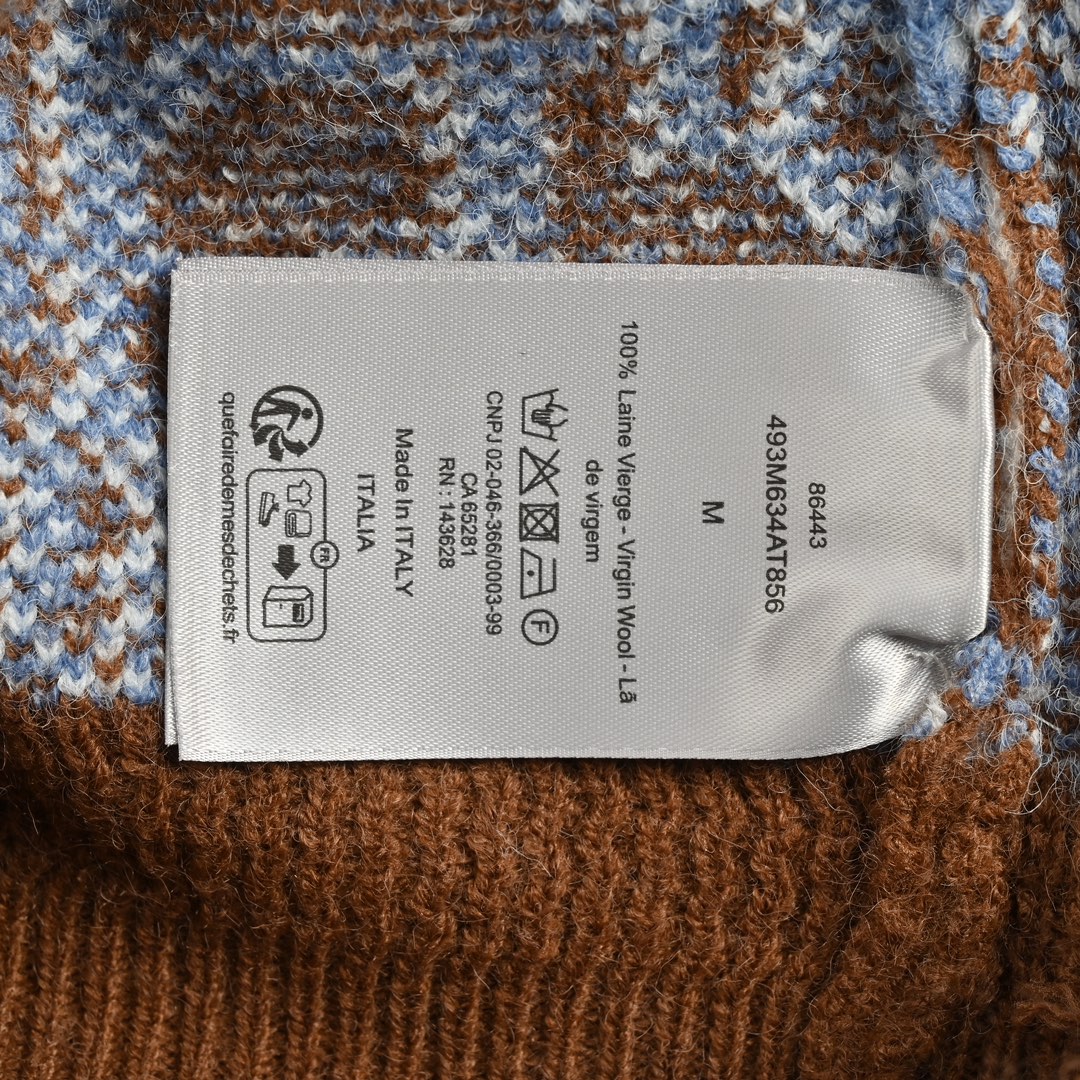 86443
493M634AT856
M
100% Laine Vierge - Virgin Wool - Lã
de virgem
F
CNPJ 02-046-366/0003-99
CA 65281
RN : 143628
Made In ITALY
ITALIA
FR
quefairedemesdechets.fr